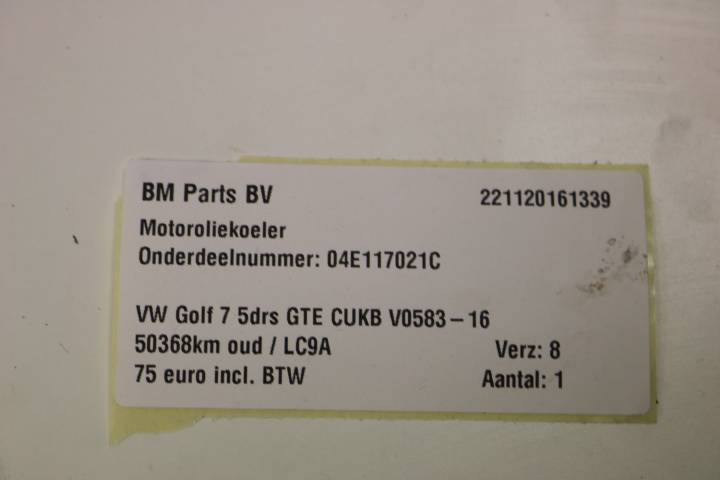 BM Parts BV 221120161339
Motoroliekoeler
Onderdeelnummer: 04E117021C
VW Golf 7 5drs GTE CUKB V0583-16
50368km oud / LC9A Verz: 8
75 euro incl. BTW Aantal: 1